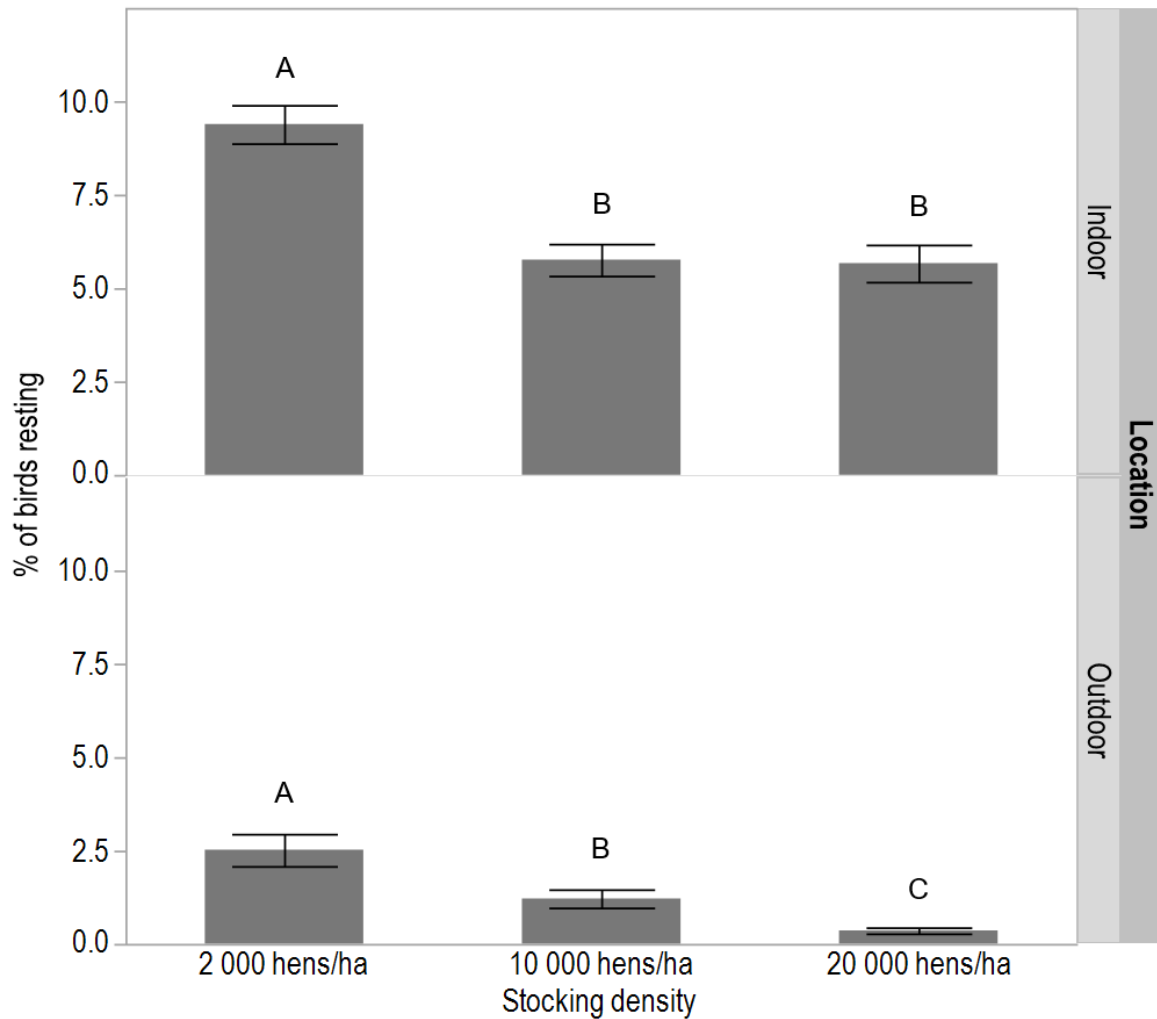 % of birds resting
10.0
7.5
5.0
2.5
0.0
A
B
B
Indoor
10.0
7.5
5.0
2.5
0.0
A
B
C
Outdoor
Location
2 000 hens/ha
10 000 hens/ha
20 000 hens/ha
Stocking density